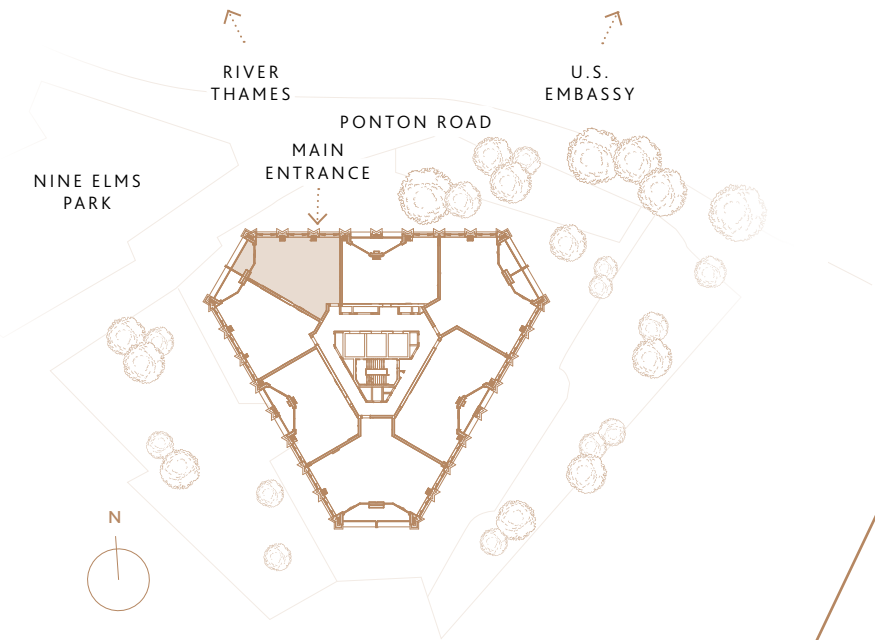 RIVER
THAMES
U.S.
EMBASSY
PONTON ROAD
MAIN
ENTRANCE
NINE ELMS
PARK
N